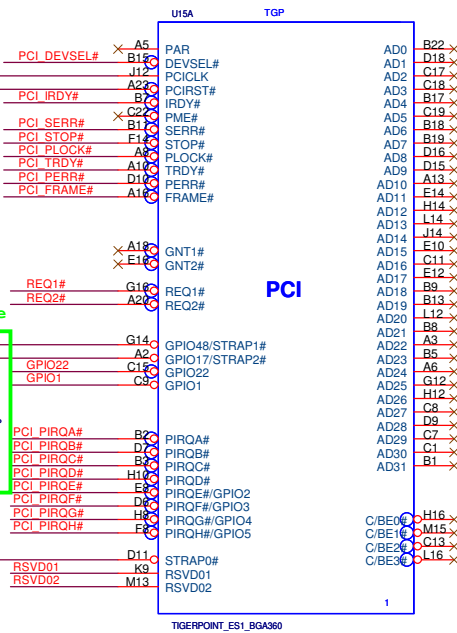 U15A TGP
A5 PAR AD0 B22
PCI_DEVSEL# B15 DEVSEL# AD1 D18
J12 PCICLK AD2 C17
A23 PCIRST# AD3 C18
PCI_IRDY# B7 IRDY# AD4 B17
C22 PME# AD5 C19
PCI_SERR# B11 SERR# AD6 B18
PCI_STOP# F14 STOP# AD7 B19
PCI_PLOCK# A8 PLOCK# AD8 D16
PCI_TRDY# A10 TRDY# AD9 D15
PCI_PERR# D10 PERR# AD10 A13
PCI_FRAME# A16 FRAME# AD11 E14
AD12 H14
AD13 L14
AD14 J14
A18 GNT1# AD15 E10
E16 GNT2# AD16 C11
AD17 E12
REQ1# G16 REQ1# PCI AD18 B9
REQ2# A20 REQ2# AD19 B13
AD20 L12
AD21 B8
G14 GPIO48/STRAP1# AD22 A3
A2 GPIO17/STRAP2# AD23 B5
GPIO22 C15 GPIO22 AD24 A6
GPIO1 C9 GPIO1 AD25 G12
AD26 H12
AD27 C8
AD28 D9
PCI_PIRQA# B2 PIRQA# AD29 C7
PCI_PIRQB# D7 PIRQB# AD30 C1
PCI_PIRQC# B3 PIRQC# AD31 B1
PCI_PIRQD# H10 PIRQD#
PCI_PIRQE# E8 PIRQE#/GPIO2
PCI_PIRQF# D6 PIRQF#/GPIO3
PCI_PIRQG# H8 PIRQG#/GPIO4 C/BE0# H16
PCI_PIRQH# F8 PIRQH#/GPIO5 C/BE1# M15
C/BE2# C13
D11 STRAP0# C/BE3# L16
RSVD01 K9 RSVD01
RSVD02 M13 RSVD02
1
TIGERPOINT_ES1_BGA360